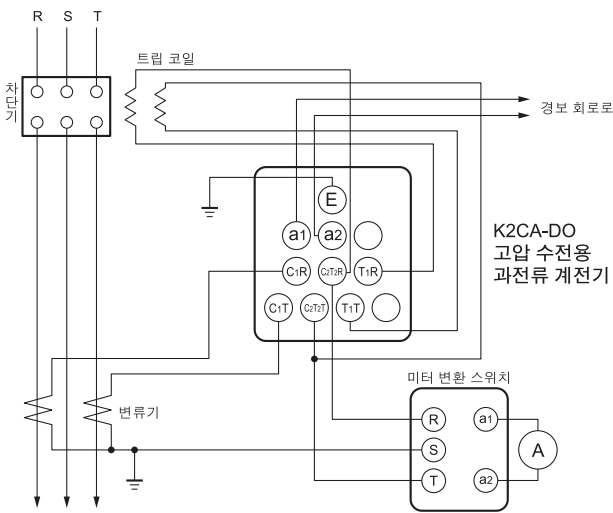 R S T
트립 코일
차단기
경보 회로로
E
a1 a2
C1R C2T2R T1R
C1T C2T2T T1T
K2CA-DO
고압 수전용
과전류 계전기
미터 변환 스위치
변류기
R a1
S A
T a2